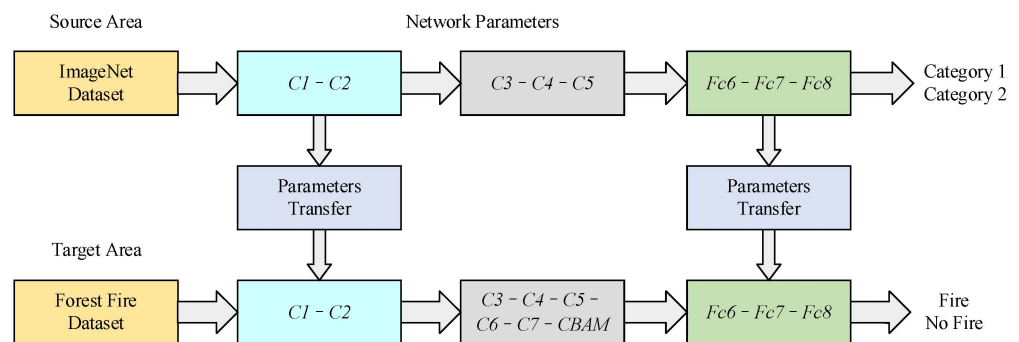 Source Area
Network Parameters
ImageNet
Dataset
C1 – C2
C3 – C4 – C5
Fc6 – Fc7 – Fc8
Category 1
Category 2
Parameters
Transfer
Parameters
Transfer
Target Area
Forest Fire
Dataset
C1 – C2
C3 – C4 – C5 –
C6 – C7 – CBAM
Fc6 – Fc7 – Fc8
Fire
No Fire